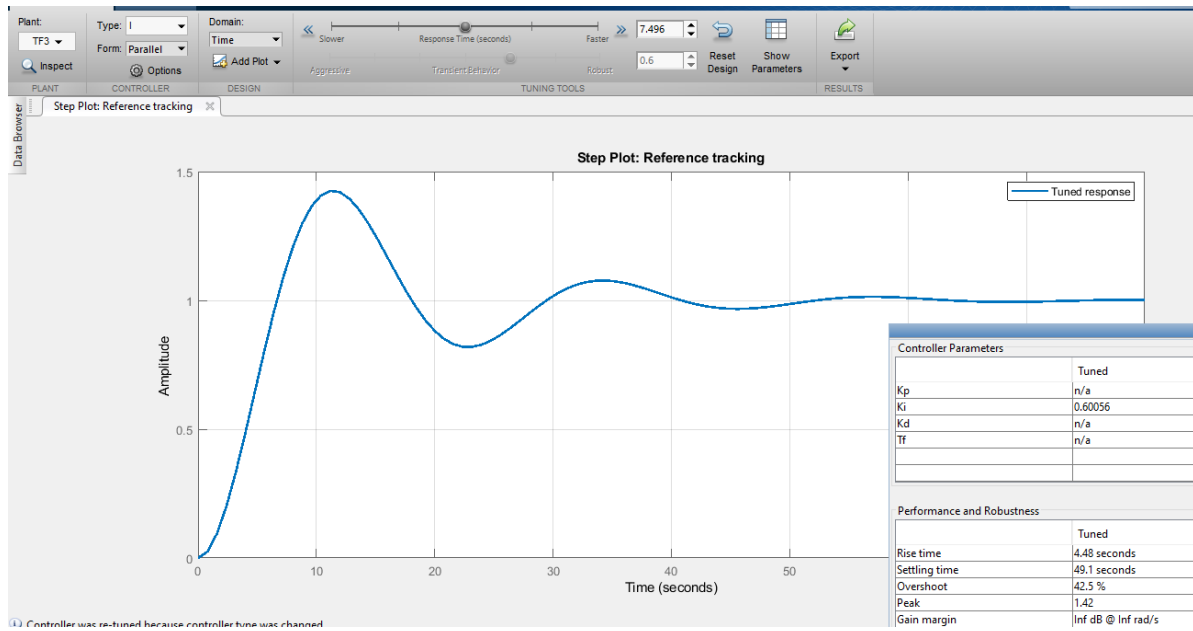 Plant:
TF3
Inspect
PLANT
Type: I
Form: Parallel
Options
CONTROLLER
Domain:
Time
Add Plot
DESIGN
Slower
Response Time (seconds)
Faster
7.496
Aggressive
Transient Behavior
Robust
0.6
Reset
Design
Show
Parameters
TUNING TOOLS
Export
RESULTS
Data Browser
Step Plot: Reference tracking
Step Plot: Reference tracking
Tuned response
1.5
1
0.5
0
Amplitude
0 10 20 30 40 50
Time (seconds)
Controller Parameters
Tuned
Kp n/a
Ki 0.60056
Kd n/a
Tf n/a
Performance and Robustness
Tuned
Rise time 4.48 seconds
Settling time 49.1 seconds
Overshoot 42.5 %
Peak 1.42
Gain margin Inf dB @ Inf rad/s
Controller was re-tuned because controller type was changed